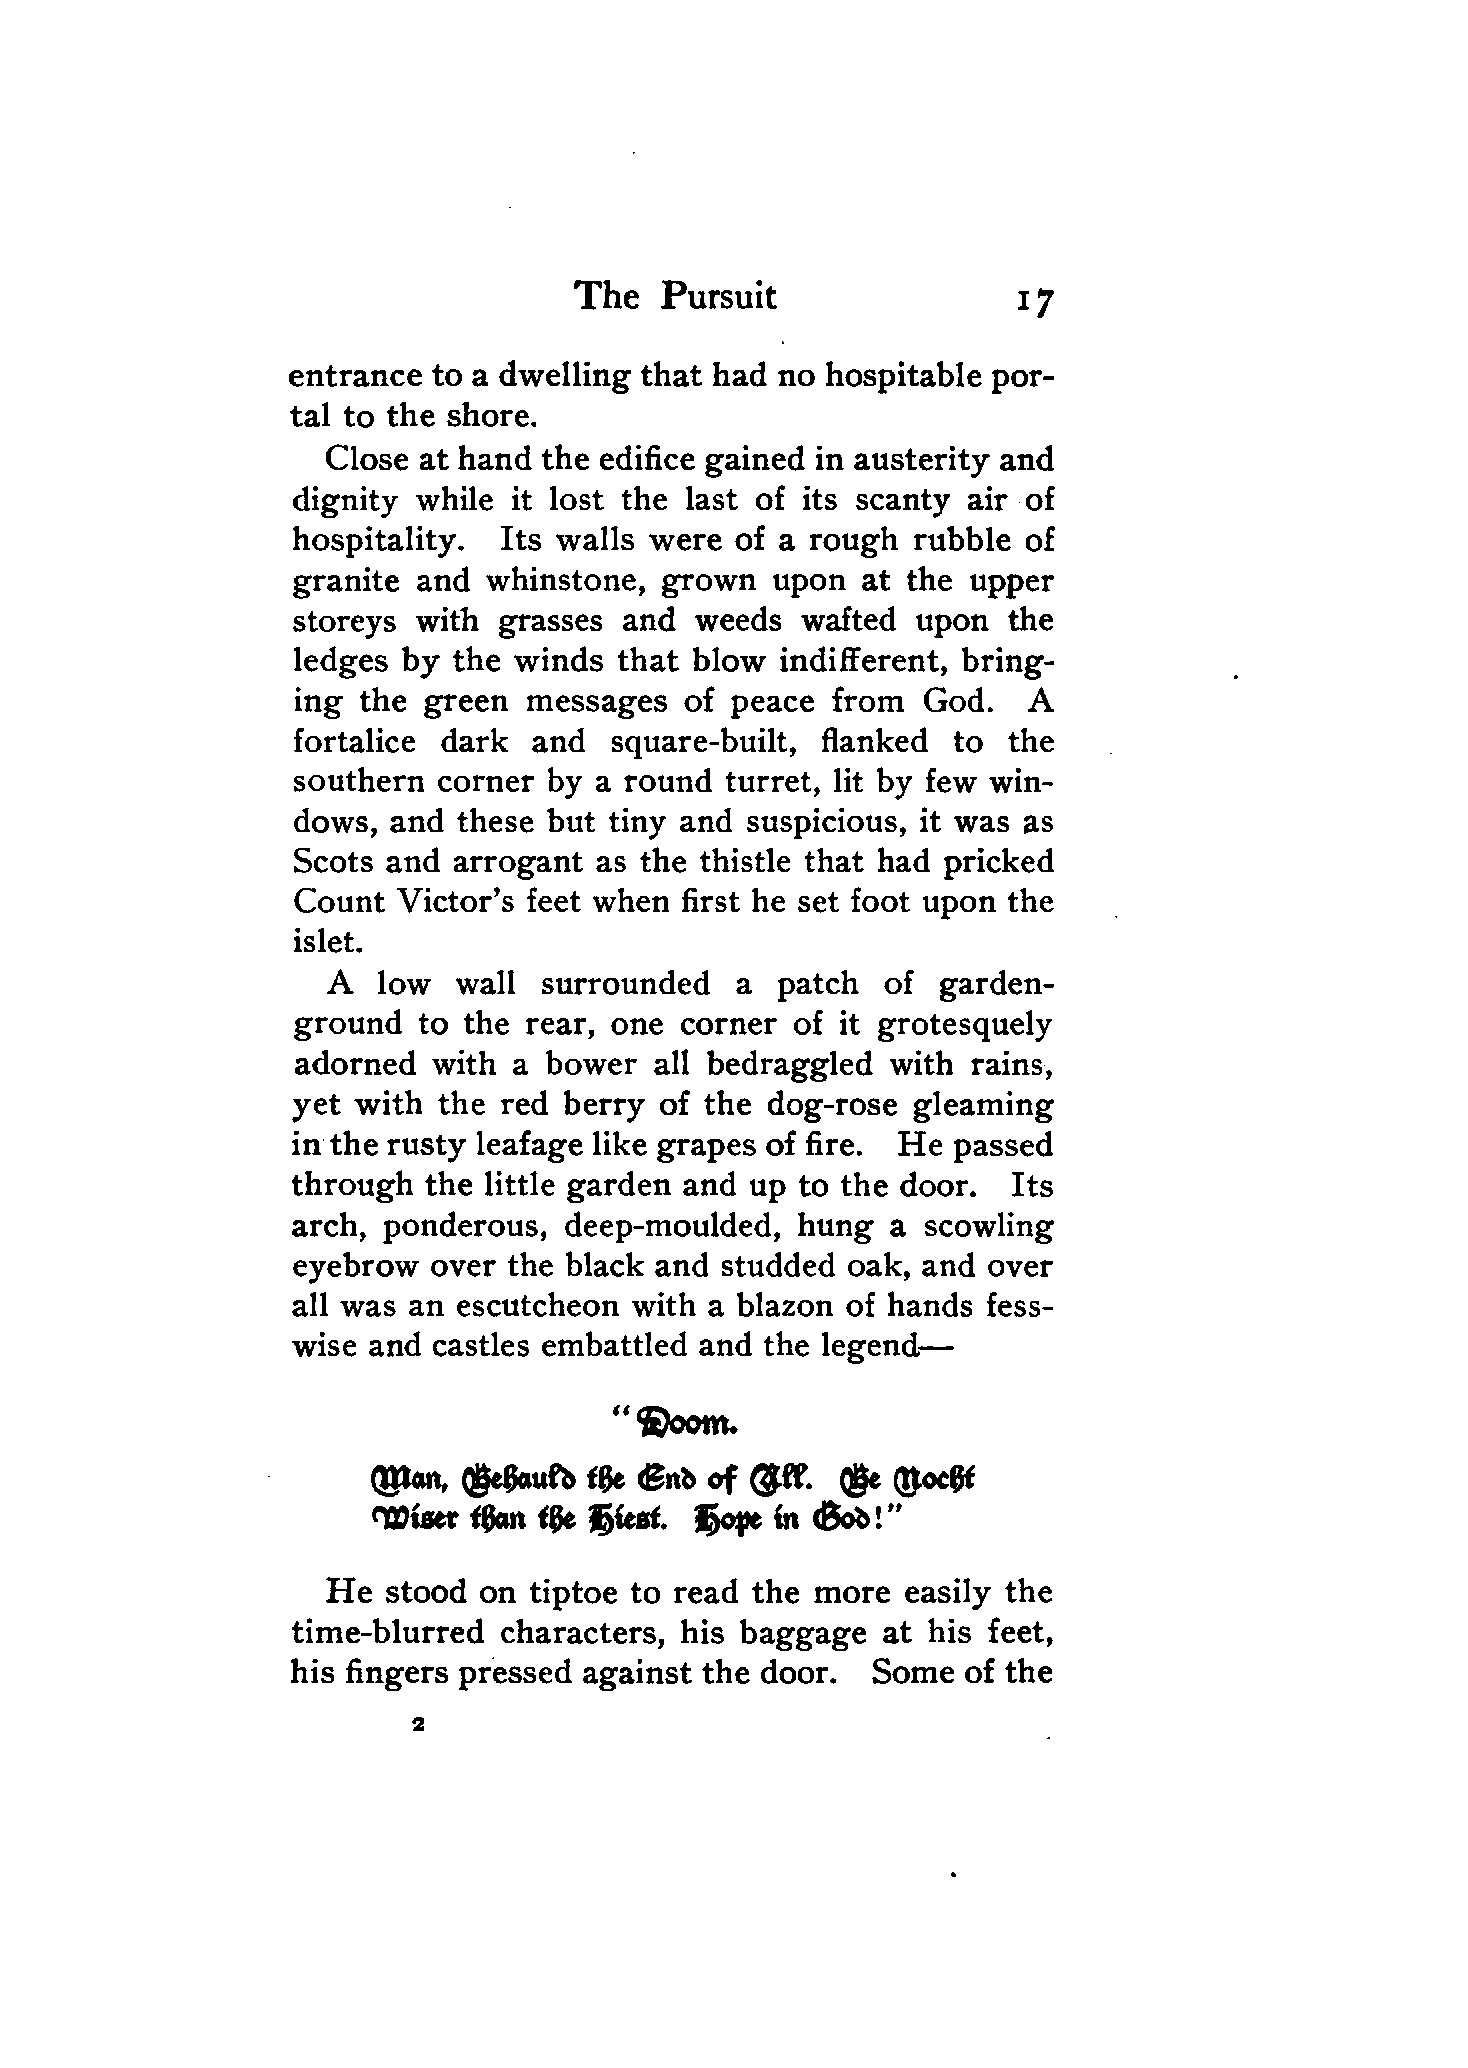 The Pursuit 17
entrance to a dwelling that had no hospitable por-
tal to the shore.
Close at hand the edifice gained in austerity and
dignity while it lost the last of its scanty air of
hospitality. Its walls were of a rough rubble of
granite and whinstone, grown upon at the upper
storeys with grasses and weeds wafted upon the
ledges by the winds that blow indifferent, bring-
ing the green messages of peace from God. A
fortalice dark and square-built, flanked to the
southern corner by a round turret, lit by few win-
dows, and these but tiny and suspicious, it was as
Scots and arrogant as the thistle that had pricked
Count Victor's feet when first he set foot upon the
islet.
A low wall surrounded a patch of garden-
ground to the rear, one corner of it grotesquely
adorned with a bower all bedraggled with rains,
yet with the red berry of the dog-rose gleaming
in the rusty leafage like grapes of fire. He passed
through the little garden and up to the door. Its
arch, ponderous, deep-moulded, hung a scowling
eyebrow over the black and studded oak, and over
all was an escutcheon with a blazon of hands fess-
wise and castles embattled and the legend—
"Doom.
Man, Behauld the End of All. Be Nocht
Wiser than the Hiest. Hope in God!"
He stood on tiptoe to read the more easily the
time-blurred characters, his baggage at his feet,
his fingers pressed against the door. Some of the
2